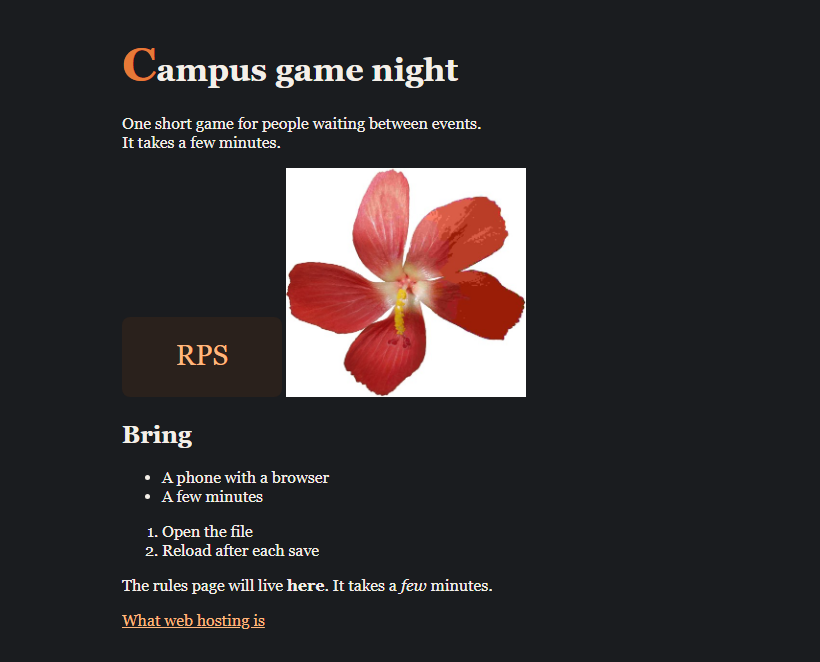 Campus game night
One short game for people waiting between events.
It takes a few minutes.
RPS
Bring
• A phone with a browser
• A few minutes
1. Open the file
2. Reload after each save
The rules page will live here. It takes a few minutes.
What web hosting is